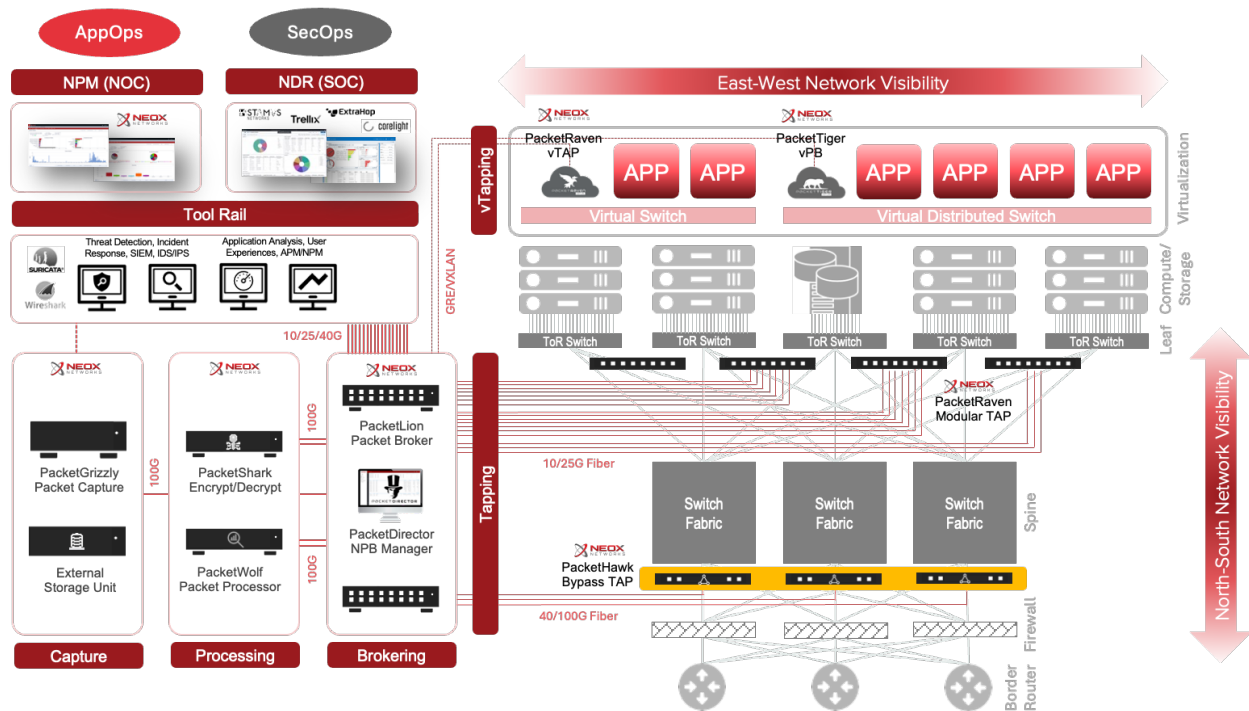 AppOps
SecOps
NPM (NOC)
NDR (SOC)
NEOX
NETWORKS
STAMUS
NETWORKS
Trellix
ExtraHop
corelight
Tool Rail
SURICATA
Wireshark
Threat Detection, Incident
Response, SIEM, IDS/IPS
Application Analysis, User
Experiences, APM/NPM
10/25/40G
GRE/VXLAN
NEOX
NETWORKS
PacketGrizzly
Packet Capture
External
Storage Unit
Capture
100G
NEOX
NETWORKS
PacketShark
Encrypt/Decrypt
PacketWolf
Packet Processor
Processing
100G
100G
NEOX
NETWORKS
PacketLion
Packet Broker
PACKETDIRECTOR
PacketDirector
NPB Manager
Brokering
vTapping
Tapping
East-West Network Visibility
NEOX
NETWORKS
PacketRaven
vTAP
APP
APP
Virtual Switch
NEOX
NETWORKS
PacketTiger
vPB
APP
APP
APP
APP
Virtual Distributed Switch
Virtualization
Compute/
Storage
ToR Switch
ToR Switch
ToR Switch
ToR Switch
ToR Switch
Leaf
NEOX
NETWORKS
PacketRaven
Modular TAP
10/25G Fiber
Switch
Fabric
Switch
Fabric
Switch
Fabric
Spine
NEOX
NETWORKS
PacketHawk
Bypass TAP
40/100G Fiber
Firewall
Border
Router
North-South Network Visibility